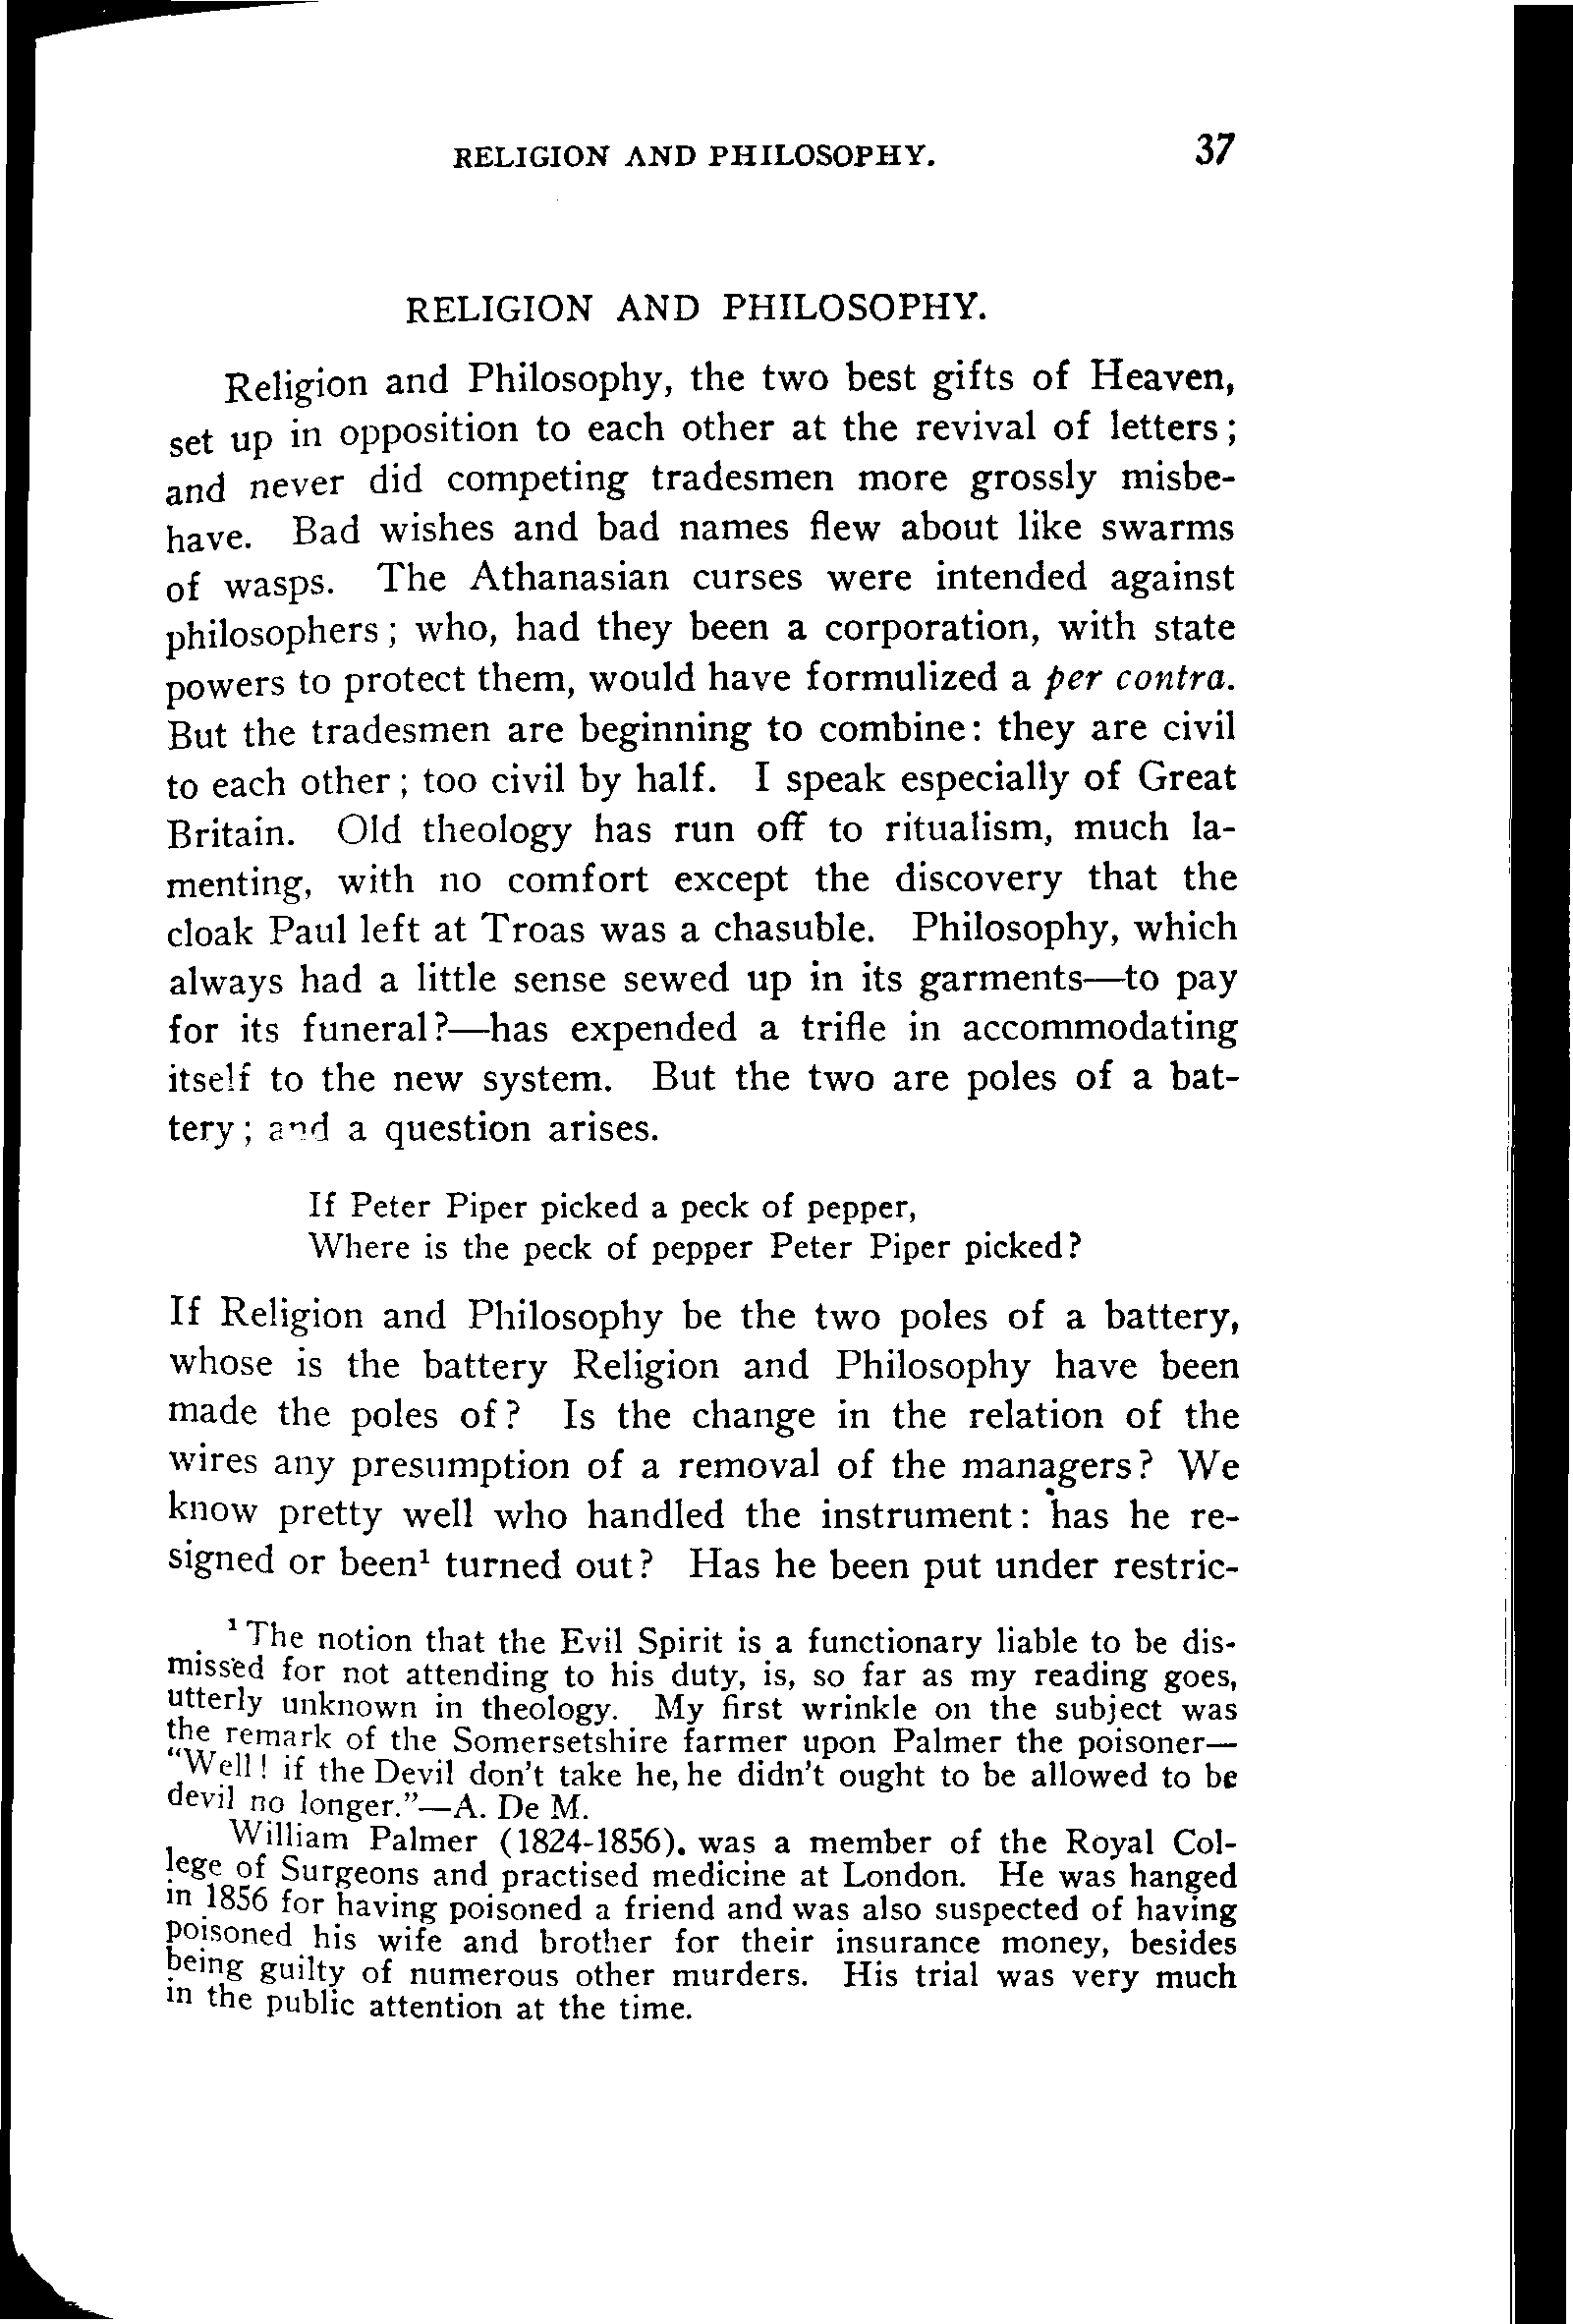 RELIGION AND PHILOSOPHY. 37
RELIGION AND PHILOSOPHY.
Religion and Philosophy, the two best gifts of Heaven,
set up in opposition to each other at the revival of letters;
and never did competing tradesmen more grossly misbe-
have. Bad wishes and bad names flew about like swarms
of wasps. The Athanasian curses were intended against
philosophers; who, had they been a corporation, with state
powers to protect them, would have formulized a per contra.
But the tradesmen are beginning to combine: they are civil
to each other; too civil by half. I speak especially of Great
Britain. Old theology has run off to ritualism, much la-
menting, with no comfort except the discovery that the
cloak Paul left at Troas was a chasuble. Philosophy, which
always had a little sense sewed up in its garments—to pay
for its funeral?—has expended a trifle in accommodating
itself to the new system. But the two are poles of a bat-
tery; and a question arises.
If Peter Piper picked a peck of pepper,
Where is the peck of pepper Peter Piper picked?
If Religion and Philosophy be the two poles of a battery,
whose is the battery Religion and Philosophy have been
made the poles of? Is the change in the relation of the
wires any presumption of a removal of the managers? We
know pretty well who handled the instrument: has he re-
signed or been¹ turned out? Has he been put under restric-
¹ The notion that the Evil Spirit is a functionary liable to be dis-
missed for not attending to his duty, is, so far as my reading goes,
utterly unknown in theology. My first wrinkle on the subject was
the remark of the Somersetshire farmer upon Palmer the poisoner—
"Well! if the Devil don't take he, he didn't ought to be allowed to be
devil no longer."—A. De M.
William Palmer (1824-1856). was a member of the Royal Col-
lege of Surgeons and practised medicine at London. He was hanged
in 1856 for having poisoned a friend and was also suspected of having
poisoned his wife and brother for their insurance money, besides
being guilty of numerous other murders. His trial was very much
in the public attention at the time.